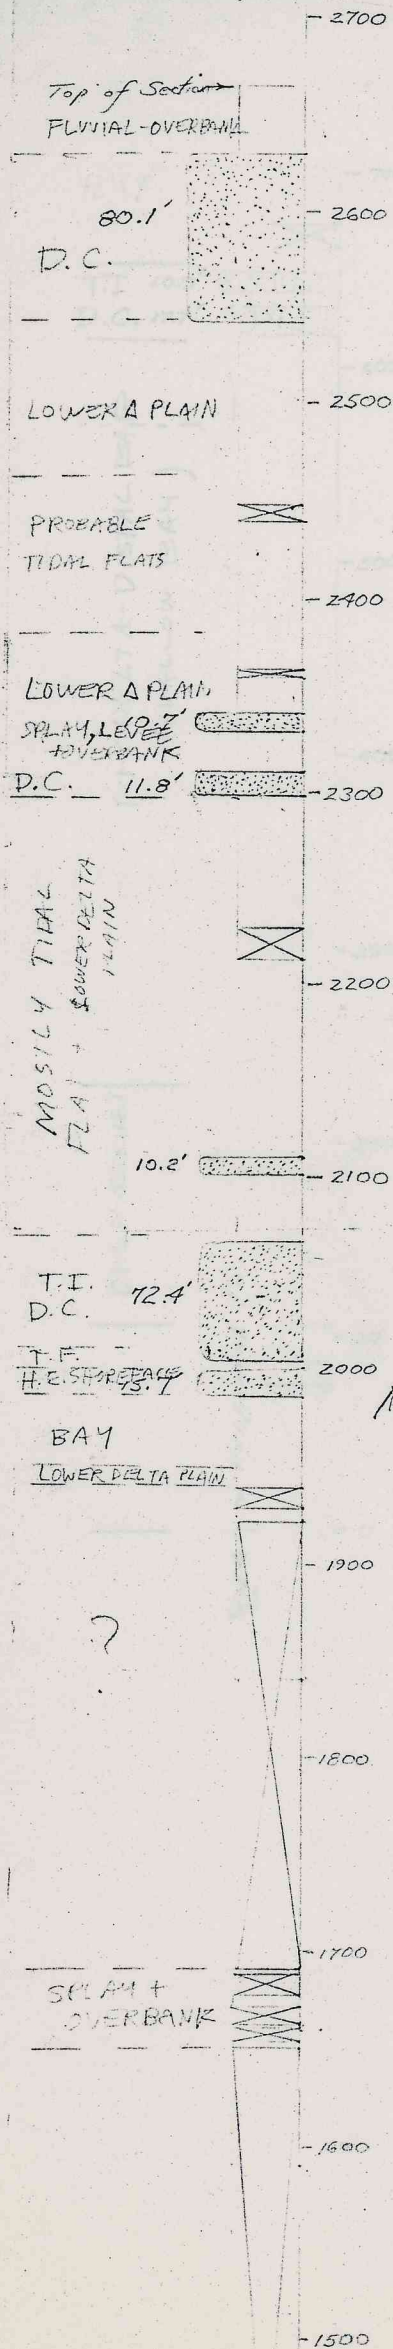 2700
Top of Section
FLUVIAL-OVERBANK
80.1'
2600
D.C.
2500
LOWER Δ PLAIN
PROBABLE
TIDAL FLATS
2400
LOWER Δ PLAIN
SPLAY, LEVEE
+OVERBANK
D.C. 11.8'
2300
MOSTLY TIDAL
FLAT + LOWER DELTA
PLAIN
2200
10.2'
2100
T.I.
D.C.
72.4'
T.F.
2000
H.E. SHOREFACE
BAY
LOWER DELTA PLAIN
1900
?
1800
1700
SPLAY +
OVERBANK
1600
1500